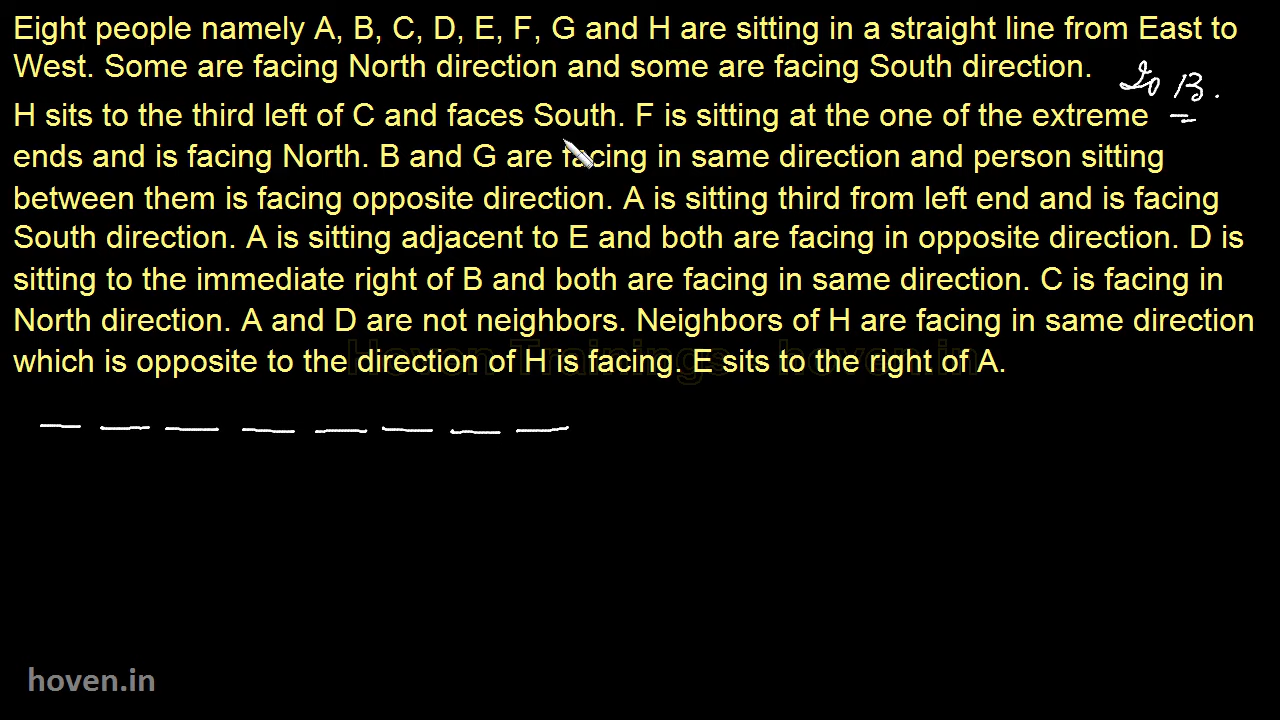 Eight people namely A, B, C, D, E, F, G and H are sitting in a straight line from East to
West. Some are facing North direction and some are facing South direction.
To B.
H sits to the third left of C and faces South. F is sitting at the one of the extreme
ends and is facing North. B and G are facing in same direction and person sitting
between them is facing opposite direction. A is sitting third from left end and is facing
South direction. A is sitting adjacent to E and both are facing in opposite direction. D is
sitting to the immediate right of B and both are facing in same direction. C is facing in
North direction. A and D are not neighbors. Neighbors of H are facing in same direction
which is opposite to the direction of H is facing. E sits to the right of A.
Hoven Trainings - hoven.in
hoven.in